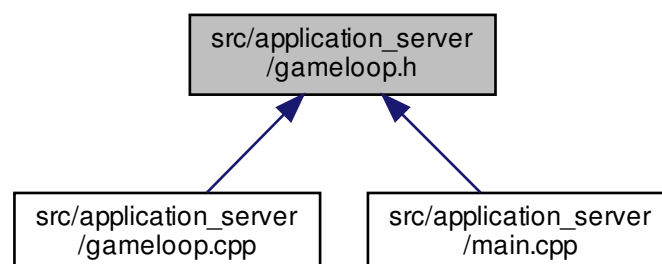 src/application_server
/gameloop.h
src/application_server
/gameloop.cpp
src/application_server
/main.cpp